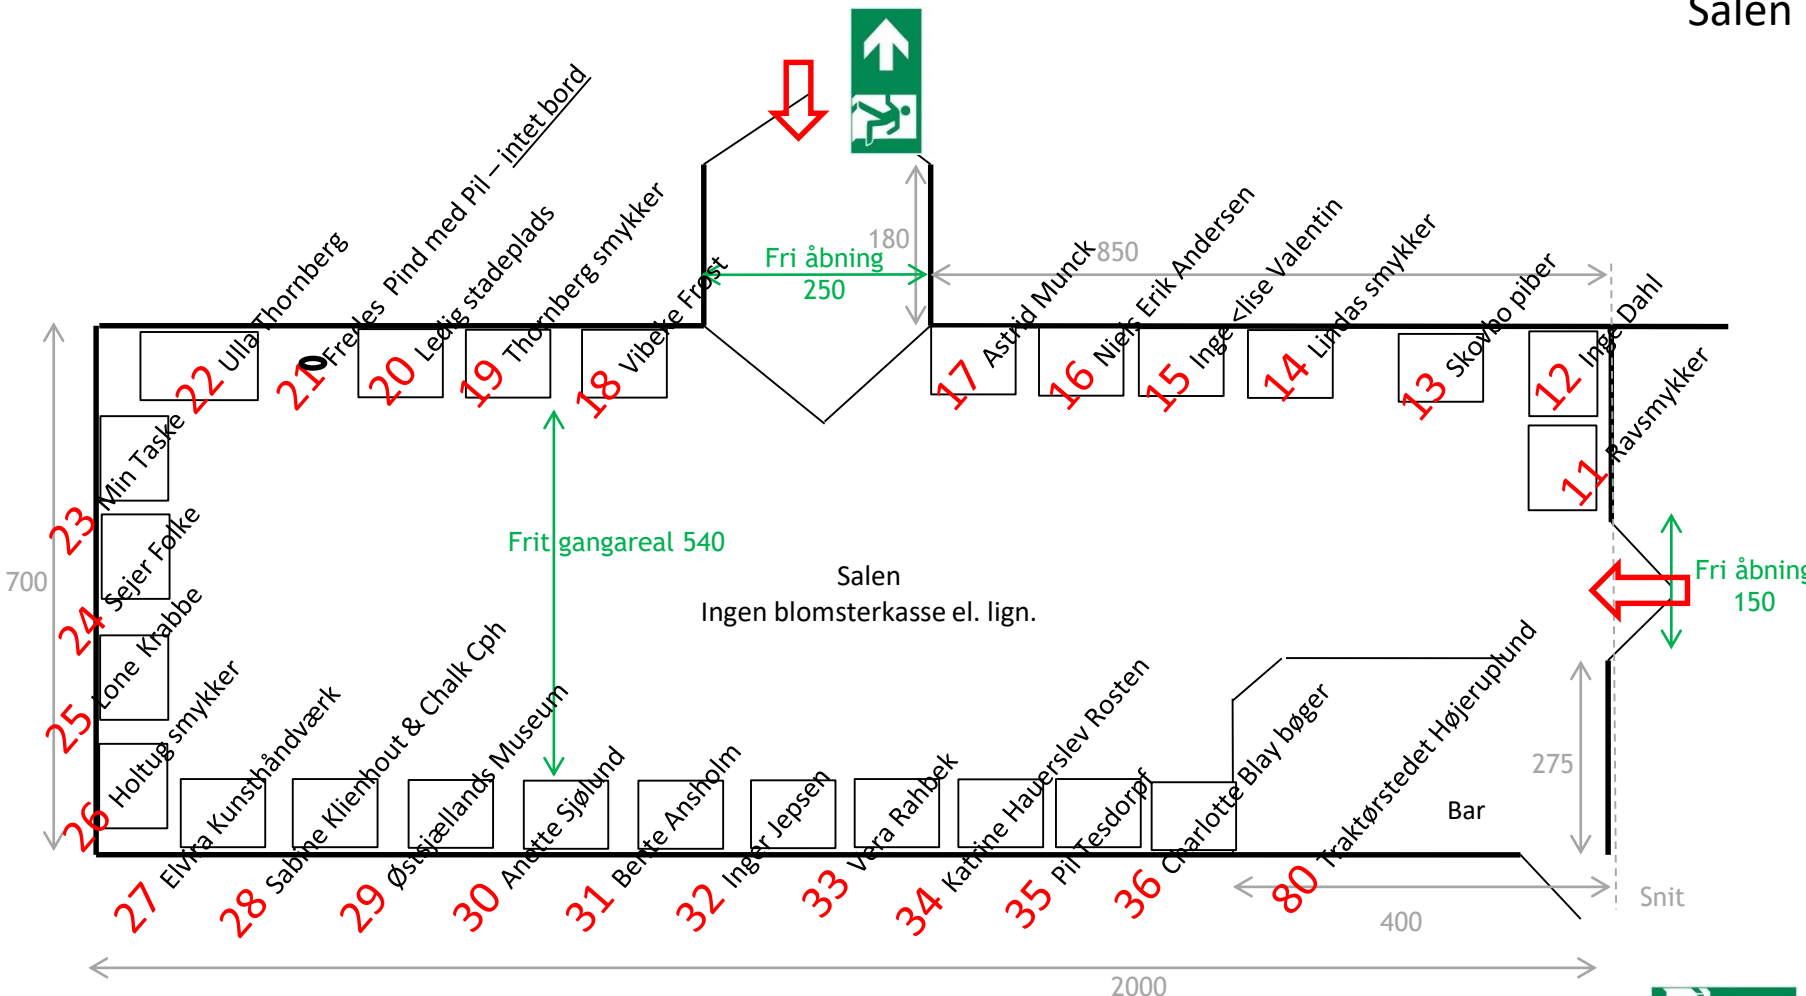 Salen
22 Ulla Thornberg
21 Fredes Pind med Pil – intet bord
20 Ledig stadeplads
19 Thornberg smykker
18 Vibeke Frost
Fri åbning
250
180
850
17 Astrid Munck
16 Niels Erik Andersen
15 Inge <lise Valentin
14 Lindas smykker
13 Skovbo piber
12 Inge Dahl
11 Ravsmykker
23 Min Taske
24 Sejer Folke
25 Lone Krabbe
26 Holtug smykker
700
Frit gangareal 540
Salen
Ingen blomsterkasse el. lign.
Fri åbning
150
27 Elvira Kunsthåndværk
28 Sabine Klienhout & Chalk Cph
29 Østsjællands Museum
30 Anette Sjølund
31 Bente Ansholm
32 Inger Jepsen
33 Vera Rahbek
34 Katrine Hauerslev Rosten
35 Pil Tesdorpf
36 Charlotte Blay bøger
80 Traktørstedet Højeruplund
Bar
275
Snit
400
2000